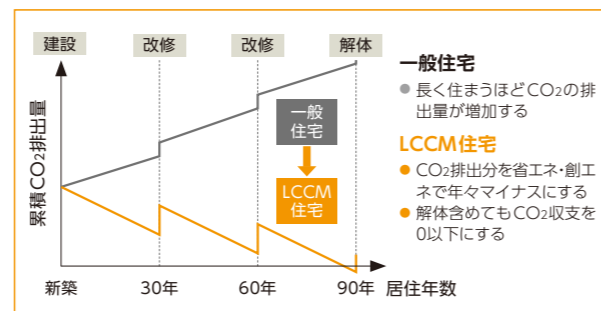 建設
改修
改修
解体
累積CO2排出量
一般
住宅
LCCM
住宅
新築
30年
60年
90年
居住年数
一般住宅
● 長く住まうほどCO2の排
出量が増加する
LCCM住宅
● CO2排出分を省エネ・創エ
ネで年々マイナスにする
● 解体含めてもCO2収支を
0以下にする